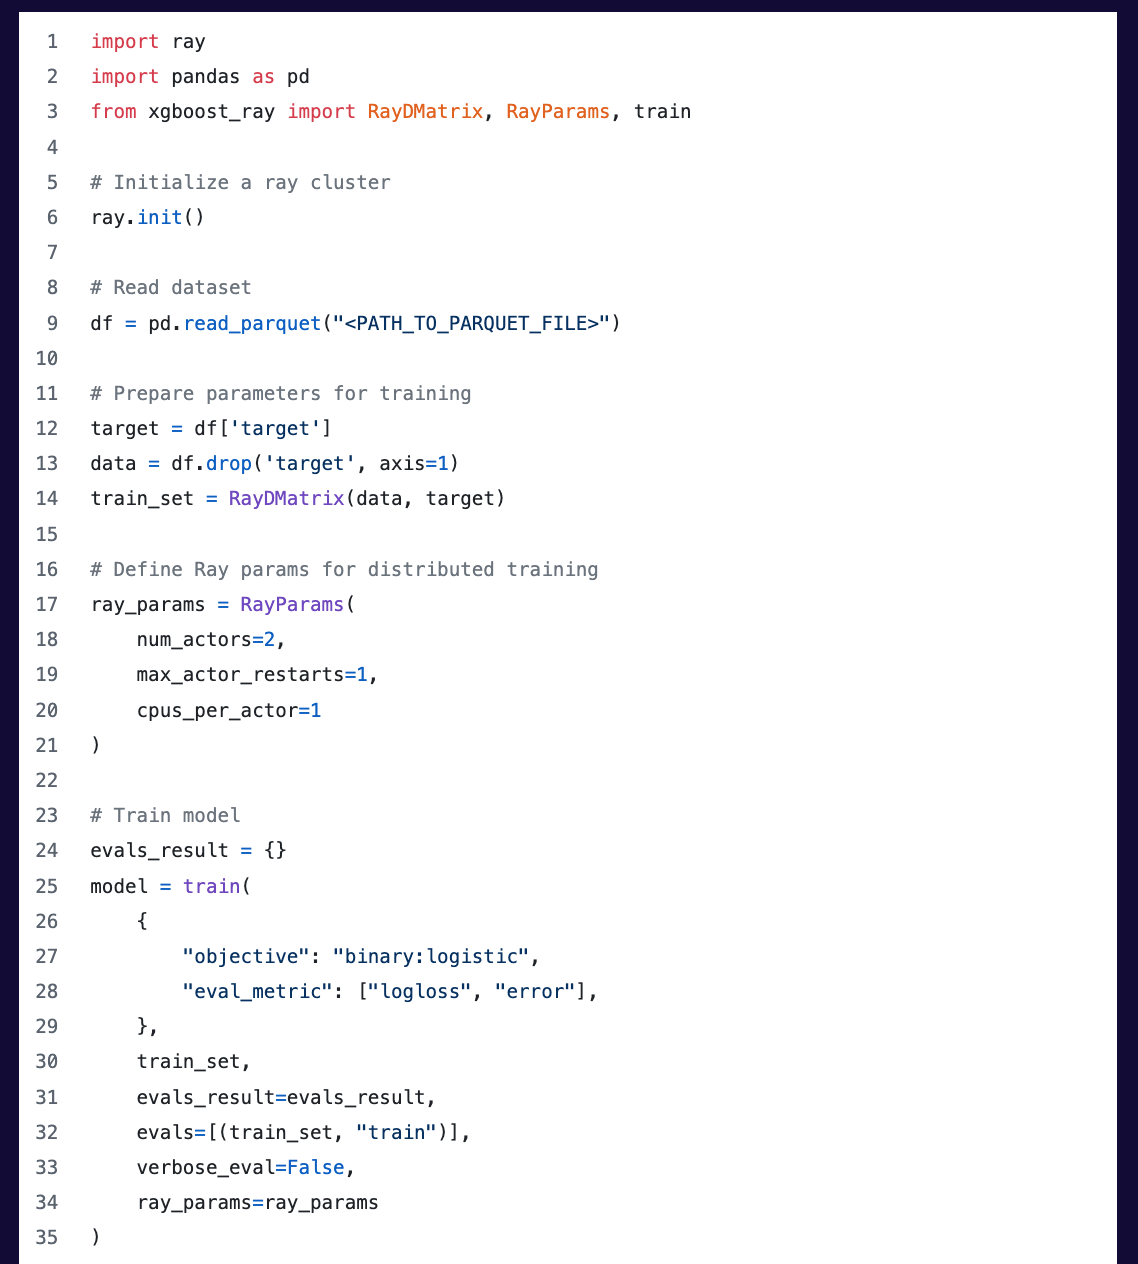 1 import ray
2 import pandas as pd
3 from xgboost_ray import RayDMatrix, RayParams, train
4
5 # Initialize a ray cluster
6 ray.init()
7
8 # Read dataset
9 df = pd.read_parquet("<PATH_TO_PARQUET_FILE>")
10
11 # Prepare parameters for training
12 target = df['target']
13 data = df.drop('target', axis=1)
14 train_set = RayDMatrix(data, target)
15
16 # Define Ray params for distributed training
17 ray_params = RayParams(
18     num_actors=2,
19     max_actor_restarts=1,
20     cpus_per_actor=1
21 )
22
23 # Train model
24 evals_result = {}
25 model = train(
26     {
27         "objective": "binary:logistic",
28         "eval_metric": ["logloss", "error"],
29     },
30     train_set,
31     evals_result=evals_result,
32     evals=[(train_set, "train")],
33     verbose_eval=False,
34     ray_params=ray_params
35 )